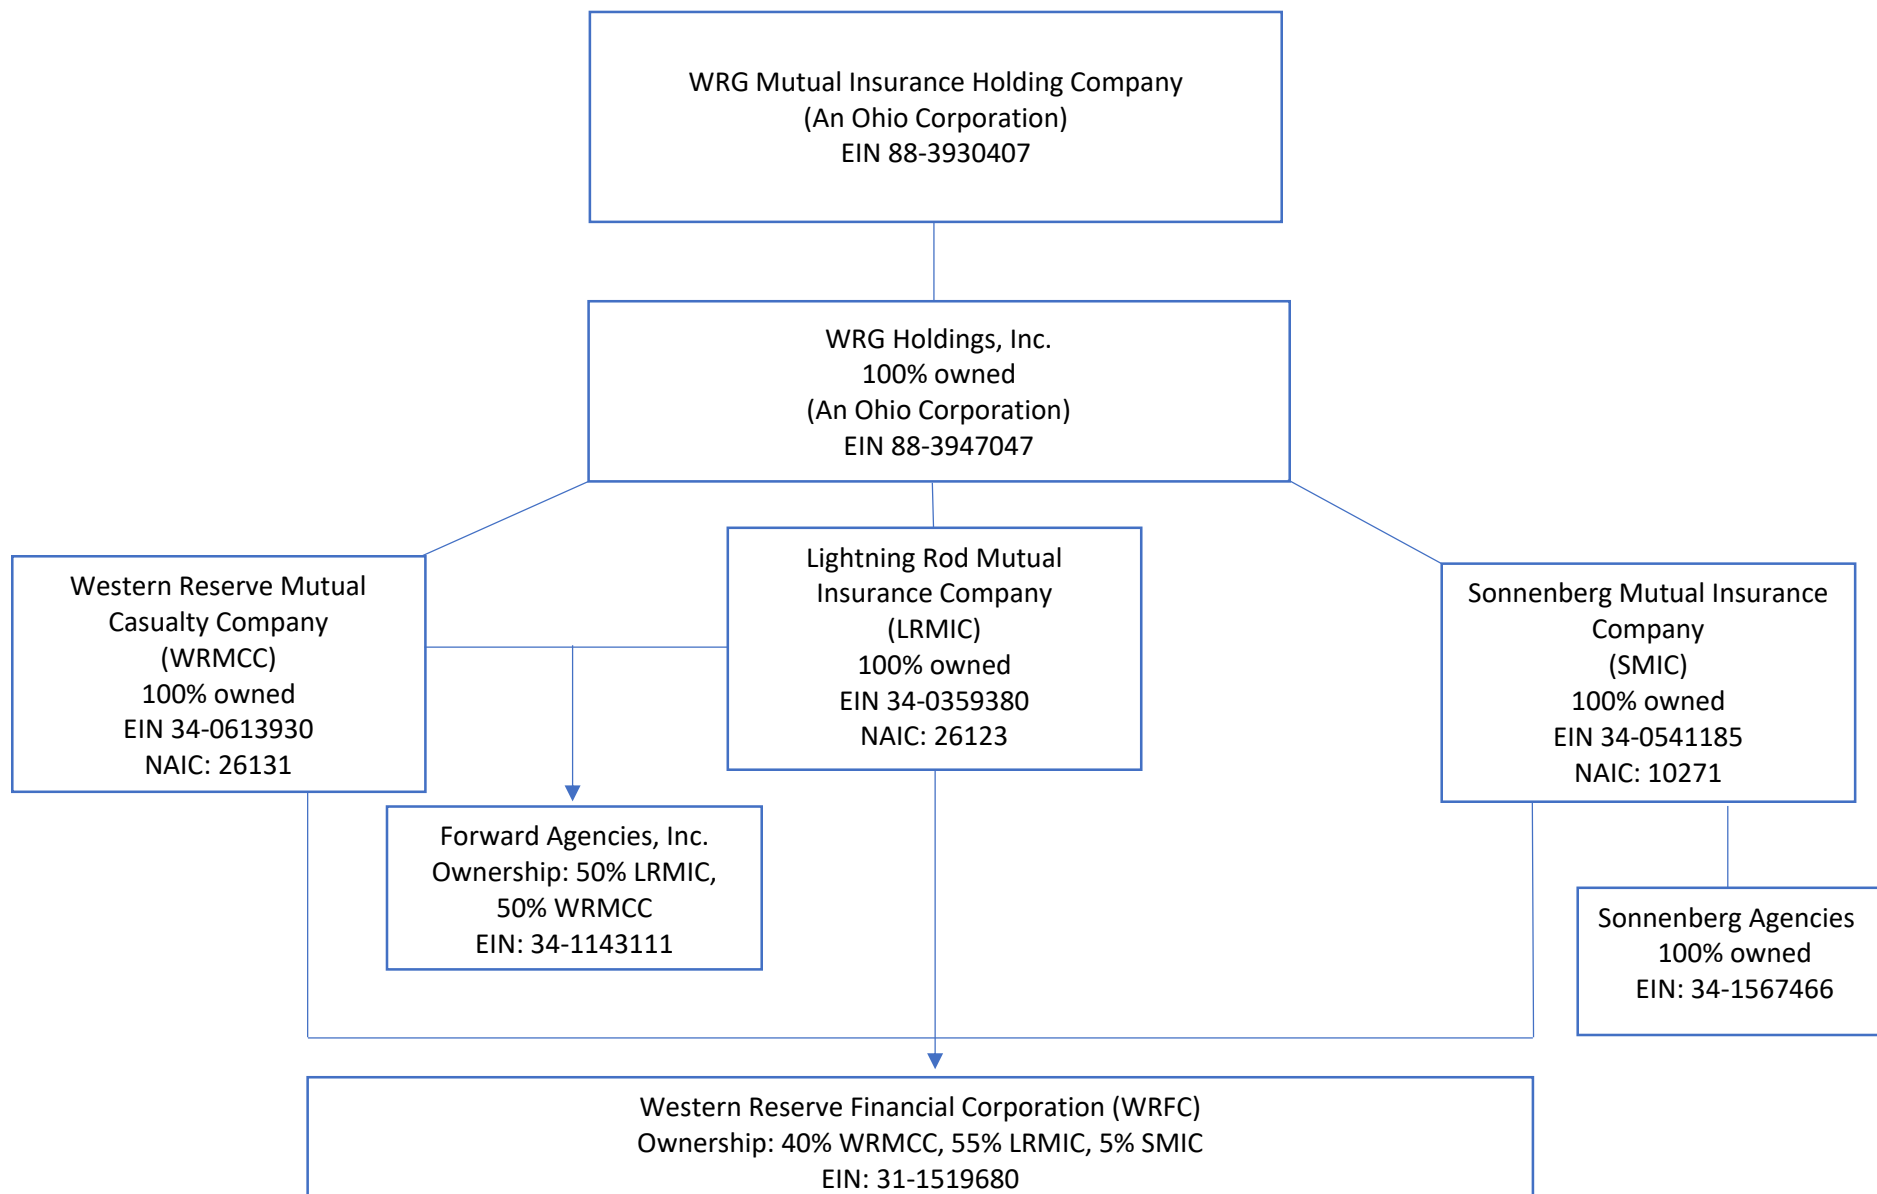 WRG Mutual Insurance Holding Company
(An Ohio Corporation)
EIN 88-3930407
WRG Holdings, Inc.
100% owned
(An Ohio Corporation)
EIN 88-3947047
Western Reserve Mutual
Casualty Company
(WRMCC)
100% owned
EIN 34-0613930
NAIC: 26131
Lightning Rod Mutual
Insurance Company
(LRMIC)
100% owned
EIN 34-0359380
NAIC: 26123
Sonnenberg Mutual Insurance
Company
(SMIC)
100% owned
EIN 34-0541185
NAIC: 10271
Forward Agencies, Inc.
Ownership: 50% LRMIC,
50% WRMCC
EIN: 34-1143111
Sonnenberg Agencies
100% owned
EIN: 34-1567466
Western Reserve Financial Corporation (WRFC)
Ownership: 40% WRMCC, 55% LRMIC, 5% SMIC
EIN: 31-1519680